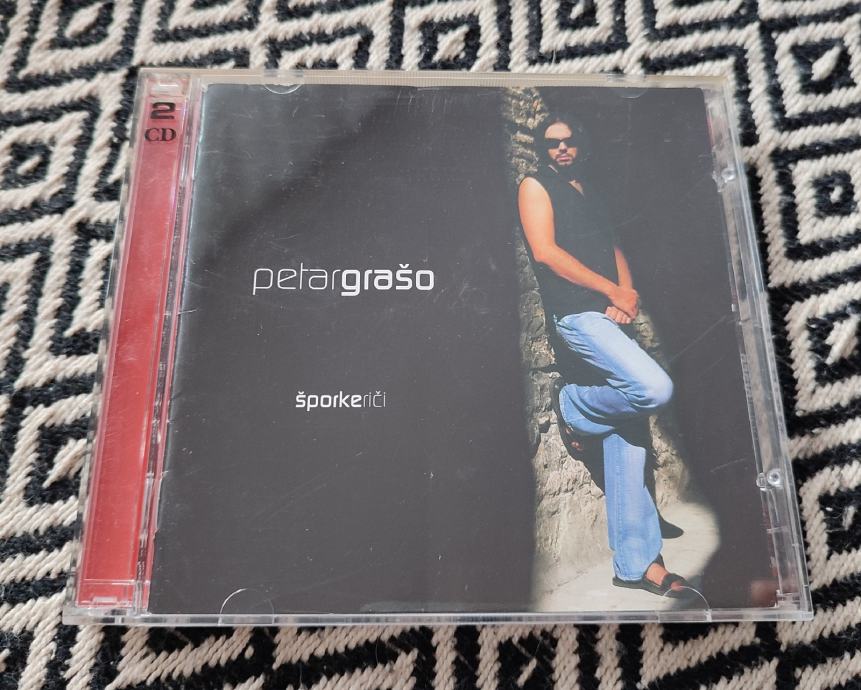 2
CD
petargrašo
šporkeriči